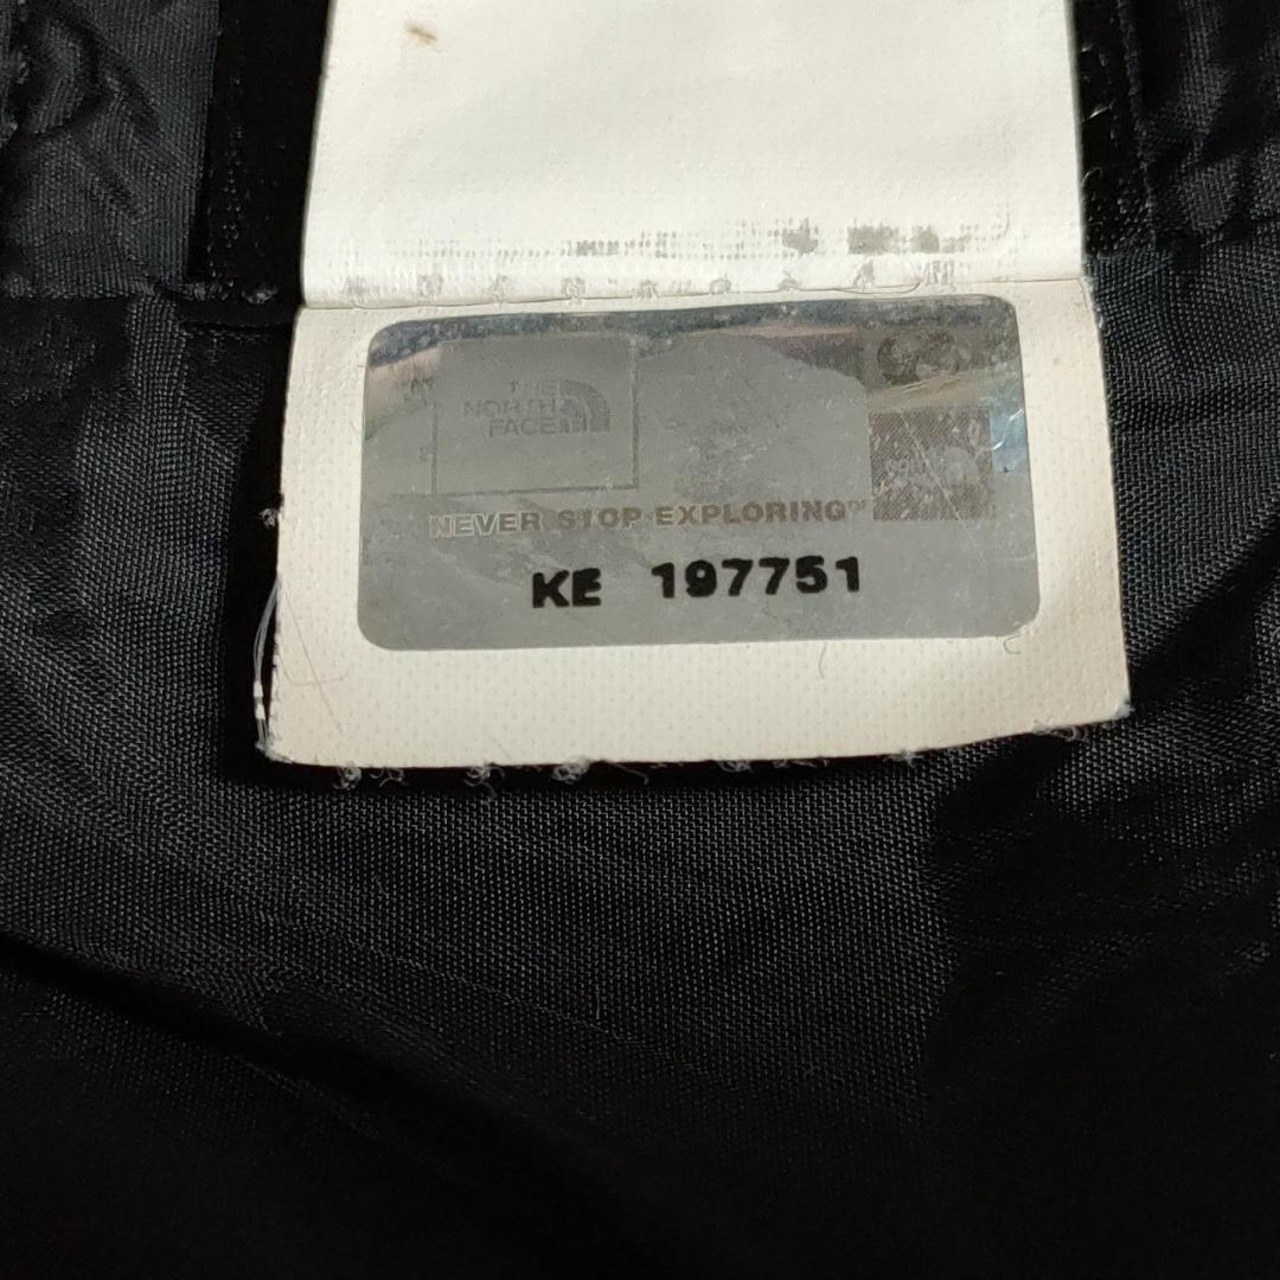 THE
NORTH
FACE
NEVER STOP EXPLORING™
KE 197751